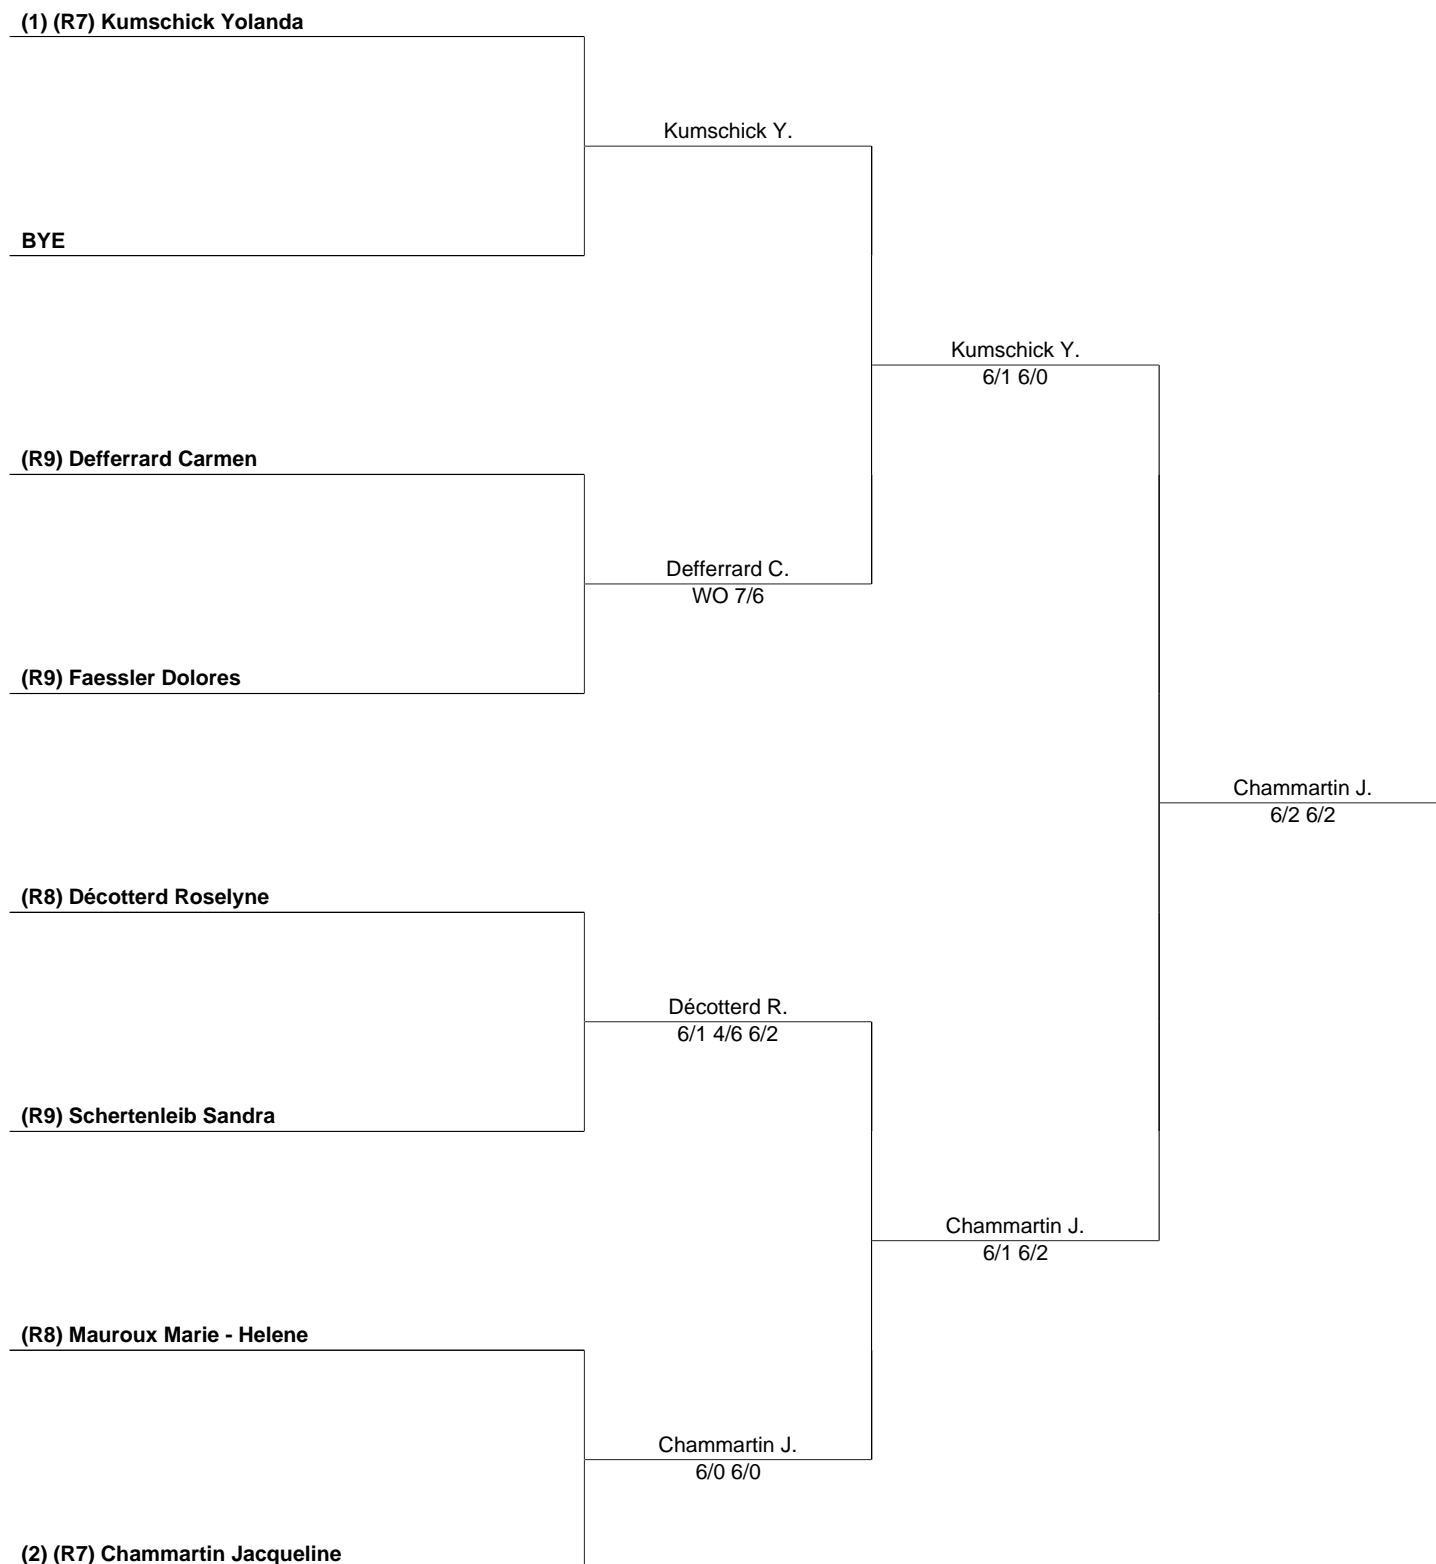 (1) (R7) Kumschick Yolanda
Kumschick Y.
BYE
Kumschick Y.
6/1 6/0
(R9) Defferrard Carmen
Defferrard C.
WO 7/6
(R9) Faessler Dolores
Chammartin J.
6/2 6/2
(R8) Décotterd Roselyne
Décotterd R.
6/1 4/6 6/2
(R9) Schertenleib Sandra
Chammartin J.
6/1 6/2
(R8) Mauroux Marie - Helene
Chammartin J.
6/0 6/0
(2) (R7) Chammartin Jacqueline